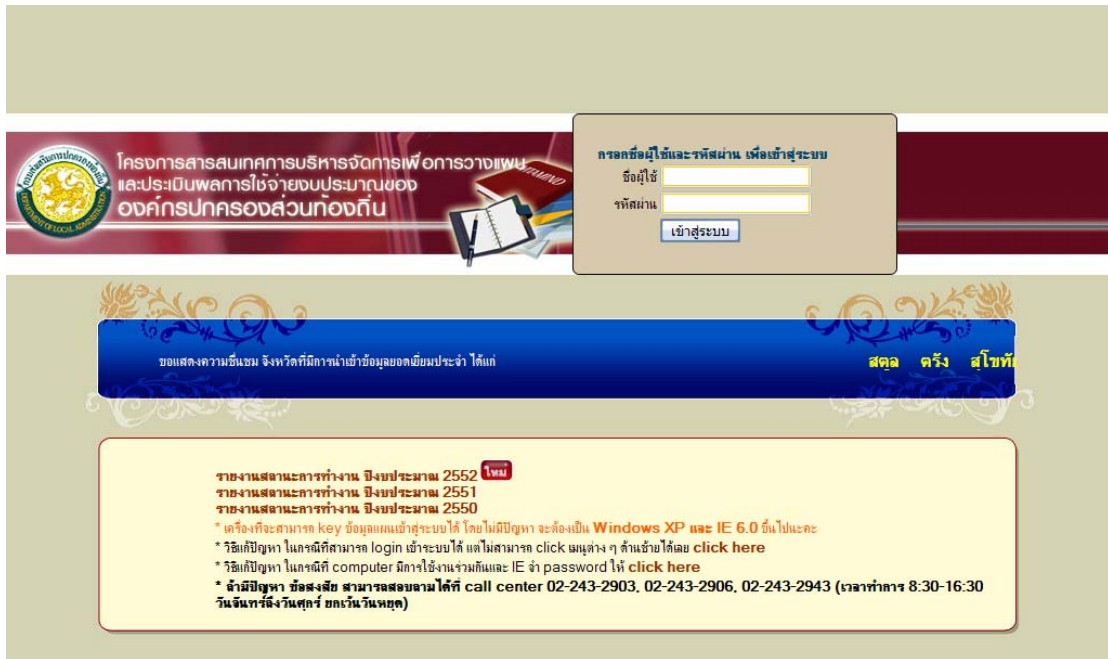 โครงการสารสนเทศการบริหารจัดการเพื่อการวางแผน
และประเมินผลการใช้จ่ายงบประมาณของ
องค์กรปกครองส่วนท้องถิ่น
กรอกชื่อผู้ใช้และรหัสผ่าน เพื่อเข้าสู่ระบบ
ชื่อผู้ใช้
รหัสผ่าน
เข้าสู่ระบบ
ขอแสดงความชื่นชม จังหวัดที่มีการนำเข้าข้อมูลยอดเยี่ยมประจำ ได้แก่
สตูล ตรัง สุโขทัย
รายงานสถานะการทำงาน ปีงบประมาณ 2552 ใหม่
รายงานสถานะการทำงาน ปีงบประมาณ 2551
รายงานสถานะการทำงาน ปีงบประมาณ 2550
* เครื่องที่จะสามารถ key ข้อมูลแผนเข้าสู่ระบบได้ โดยไม่มีปัญหา จะต้องเป็น Windows XP และ IE 6.0 ขึ้นไปนะคะ
* วิธีแก้ปัญหา ในกรณีที่สามารถ login เข้าระบบได้ แต่ไม่สามารถ click เมนูต่าง ๆ ด้านซ้ายได้เลย click here
* วิธีแก้ปัญหา ในกรณีที่ computer มีการใช้งานร่วมกันและ IE จำ password ให้ click here
* ถ้ามีปัญหา ข้อสงสัย สามารถสอบถามได้ที่ call center 02-243-2903, 02-243-2906, 02-243-2943 (เวลาทำการ 8:30-16:30
วันจันทร์ถึงวันศุกร์ ยกเว้นวันหยุด)